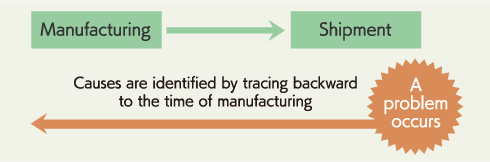 Manufacturing
Shipment
Causes are identified by tracing backward
to the time of manufacturing
A
problem
occurs